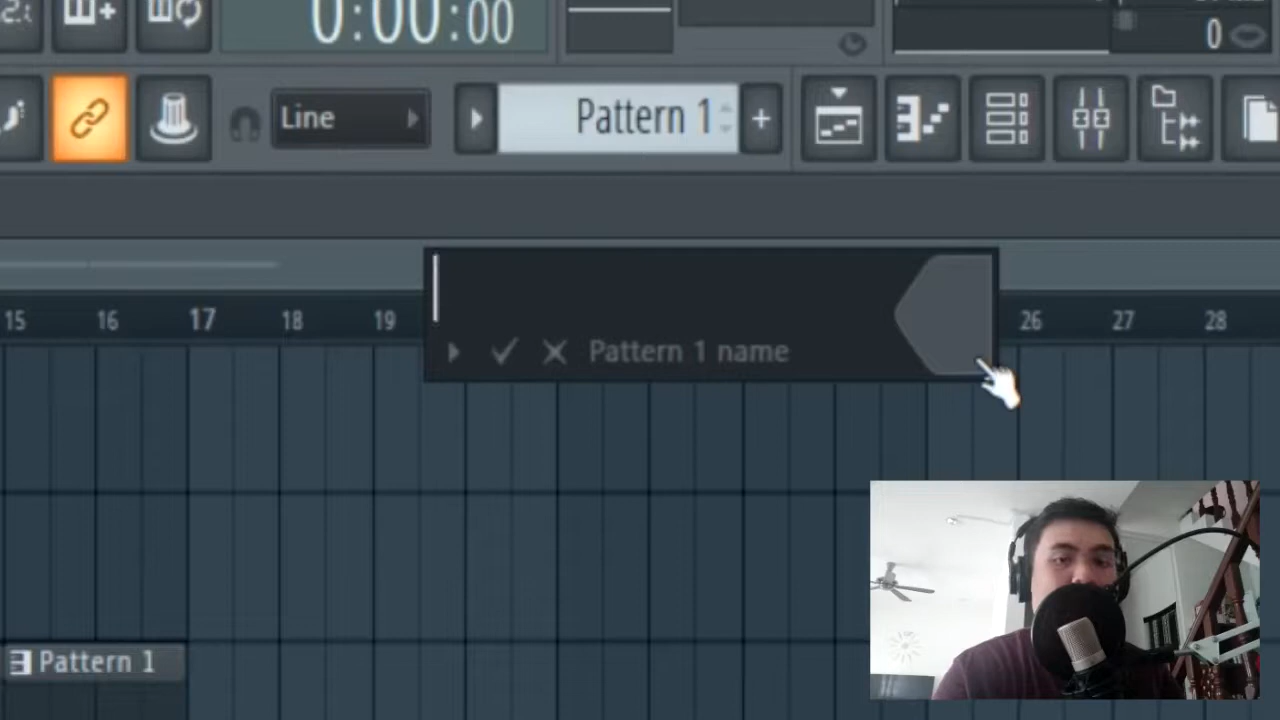 0:00:00
0
Line
Pattern 1
+
15 16 17 18 19 26 27 28
Pattern 1 name
Pattern 1